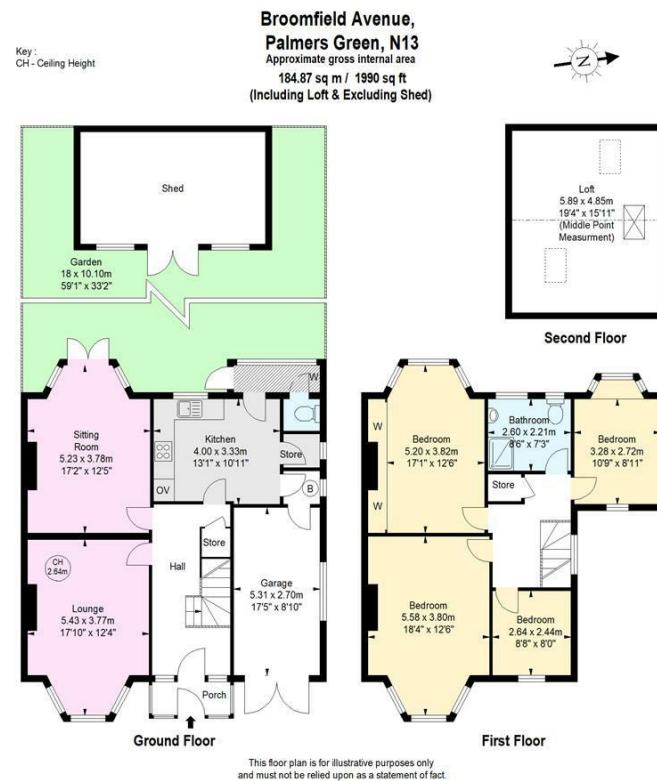 Broomfield Avenue,
Palmers Green, N13
Approximate gross internal area
184.87 sq m / 1990 sq ft
(Including Loft & Excluding Shed)
Key :
CH - Ceiling Height
N
Shed
Garden
18 x 10.10m
59'1" x 33'2"
Loft
5.89 x 4.85m
19'4" x 15'11"
(Middle Point
Measurment)
Second Floor
Sitting
Room
5.23 x 3.78m
17'2" x 12'5"
Kitchen
4.00 x 3.33m
13'1" x 10'11"
OV
W
Store
B
Store
Hall
CH
2.64m
Lounge
5.43 x 3.77m
17'10" x 12'4"
Garage
5.31 x 2.70m
17'5" x 8'10"
Porch
Ground Floor
W
Bedroom
5.20 x 3.82m
17'1" x 12'6"
W
Bathroom
2.60 x 2.21m
8'6" x 7'3"
Bedroom
3.28 x 2.72m
10'9" x 8'11"
Store
Bedroom
5.58 x 3.80m
18'4" x 12'6"
Bedroom
2.64 x 2.44m
8'8" x 8'0"
First Floor
This floor plan is for illustrative purposes only
and must not be relied upon as a statement of fact.